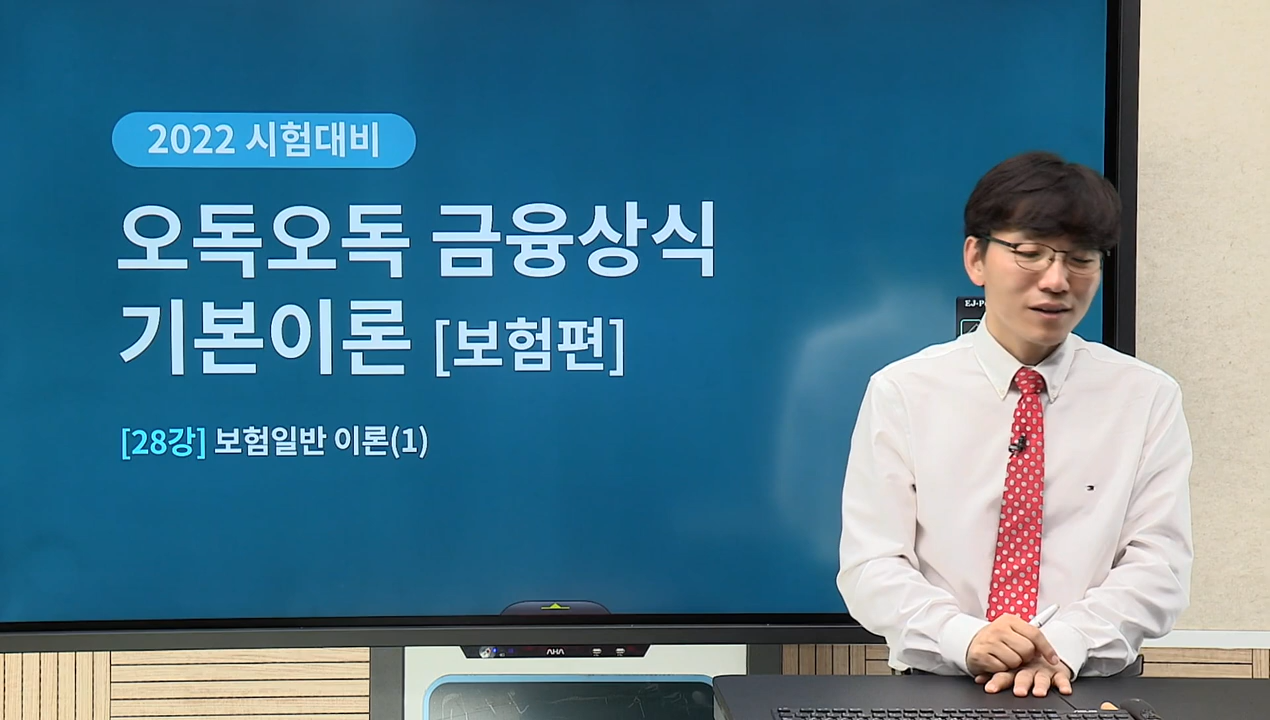 2022 시험대비
오독오독 금융상식
기본이론 [보험편]
[28강] 보험일반 이론(1)
AHA